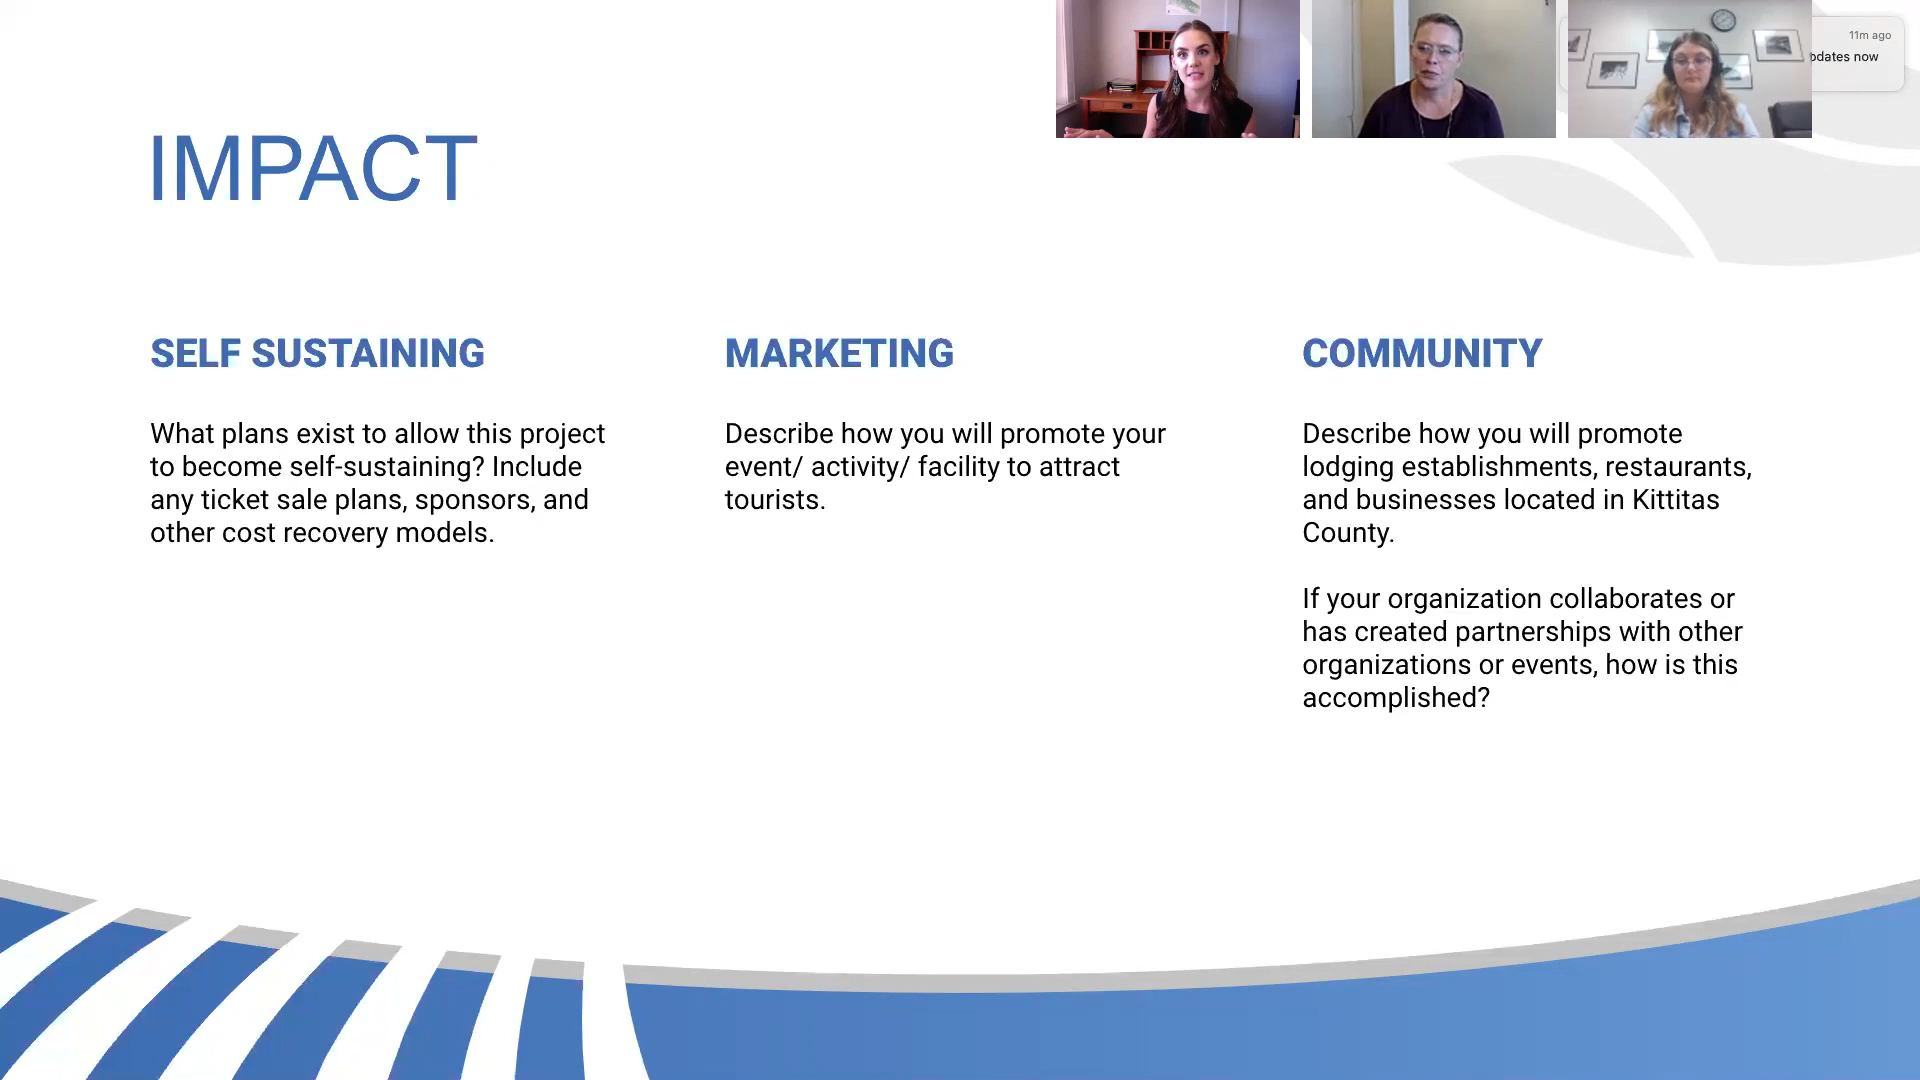 11m ago
dates now
IMPACT
SELF SUSTAINING
What plans exist to allow this project
to become self-sustaining? Include
any ticket sale plans, sponsors, and
other cost recovery models.
MARKETING
Describe how you will promote your
event/ activity/ facility to attract
tourists.
COMMUNITY
Describe how you will promote
lodging establishments, restaurants,
and businesses located in Kittitas
County.
If your organization collaborates or
has created partnerships with other
organizations or events, how is this
accomplished?